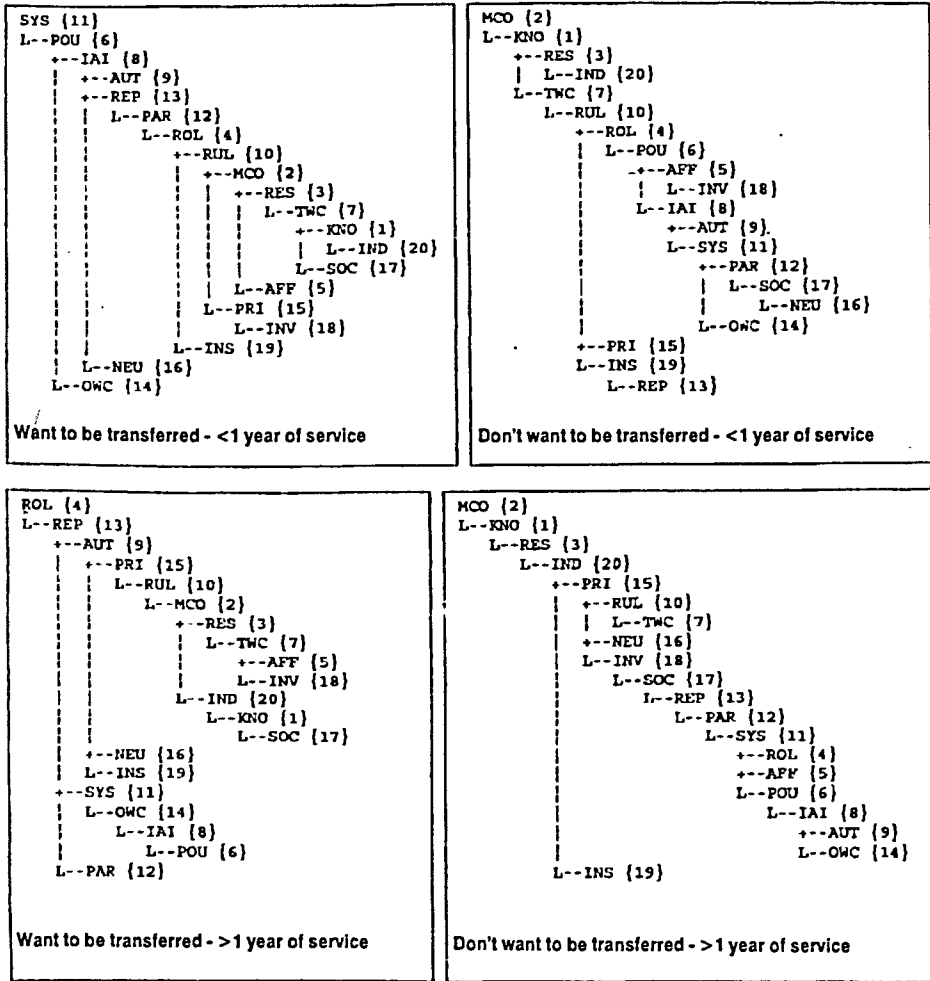 SYS {11}
L--POU {6}
+--IAI {8}
| +--AUT {9}
| +--REP {13}
| | L--PAR {12}
| | L--ROL {4}
| | +--RUL {10}
| | | +--MCO {2}
| | | | +--RES {3}
| | | | | L--TWC {7}
| | | | | +--KNO {1}
| | | | | | L--IND {20}
| | | | | L--SOC {17}
| | | | L--AFF {5}
| | | L--PRI {15}
| | | L--INV {18}
| | L--INS {19}
| L--NEU {16}
L--OWC {14}
Want to be transferred - <1 year of service
MCO {2}
L--KNO {1}
+--RES {3}
| L--IND {20}
L--TWC {7}
L--RUL {10}
+--ROL {4}
| L--POU {6}
| +--AFF {5}
| | L--INV {18}
| L--IAI {8}
| +--AUT {9}
| L--SYS {11}
| +--PAR {12}
| | L--SOC {17}
| | L--NEU {16}
| L--OWC {14}
+--PRI {15}
L--INS {19}
L--REP {13}
Don't want to be transferred - <1 year of service
ROL {4}
L--REP {13}
+--AUT {9}
| +--PRI {15}
| | L--RUL {10}
| | L--MCO {2}
| | +--RES {3}
| | | L--TWC {7}
| | | +--AFF {5}
| | | L--INV {18}
| | L--IND {20}
| | L--KNO {1}
| | L--SOC {17}
| +--NEU {16}
| L--INS {19}
+--SYS {11}
| L--OWC {14}
| L--IAI {8}
| L--POU {6}
L--PAR {12}
Want to be transferred - >1 year of service
MCO {2}
L--KNO {1}
L--RES {3}
L--IND {20}
+--PRI {15}
| +--RUL {10}
| | L--TWC {7}
| +--NEU {16}
| L--INV {18}
| L--SOC {17}
| L--REP {13}
| L--PAR {12}
| L--SYS {11}
| +--ROL {4}
| +--AFF {5}
| L--POU {6}
| L--IAI {8}
| +--AUT {9}
| L--OWC {14}
L--INS {19}
Don't want to be transferred - >1 year of service